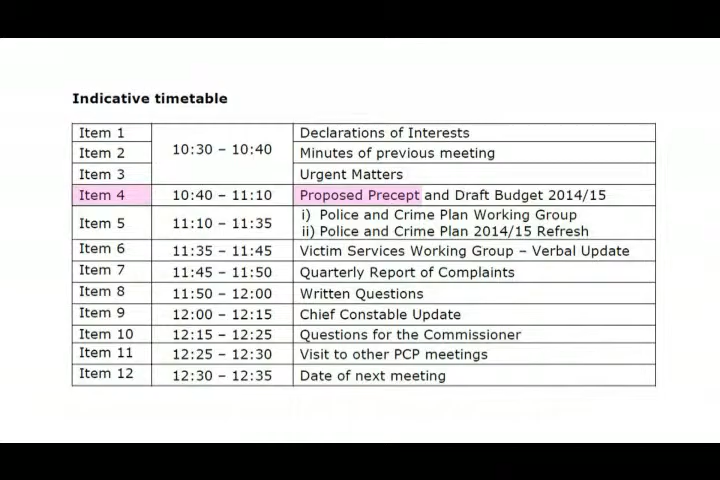 Indicative timetable
Item 1 10:30 – 10:40 Declarations of Interests
Item 2 Minutes of previous meeting
Item 3 Urgent Matters
Item 4 10:40 – 11:10 Proposed Precept and Draft Budget 2014/15
Item 5 11:10 – 11:35 i) Police and Crime Plan Working Group
ii) Police and Crime Plan 2014/15 Refresh
Item 6 11:35 – 11:45 Victim Services Working Group – Verbal Update
Item 7 11:45 – 11:50 Quarterly Report of Complaints
Item 8 11:50 – 12:00 Written Questions
Item 9 12:00 – 12:15 Chief Constable Update
Item 10 12:15 – 12:25 Questions for the Commissioner
Item 11 12:25 – 12:30 Visit to other PCP meetings
Item 12 12:30 – 12:35 Date of next meeting